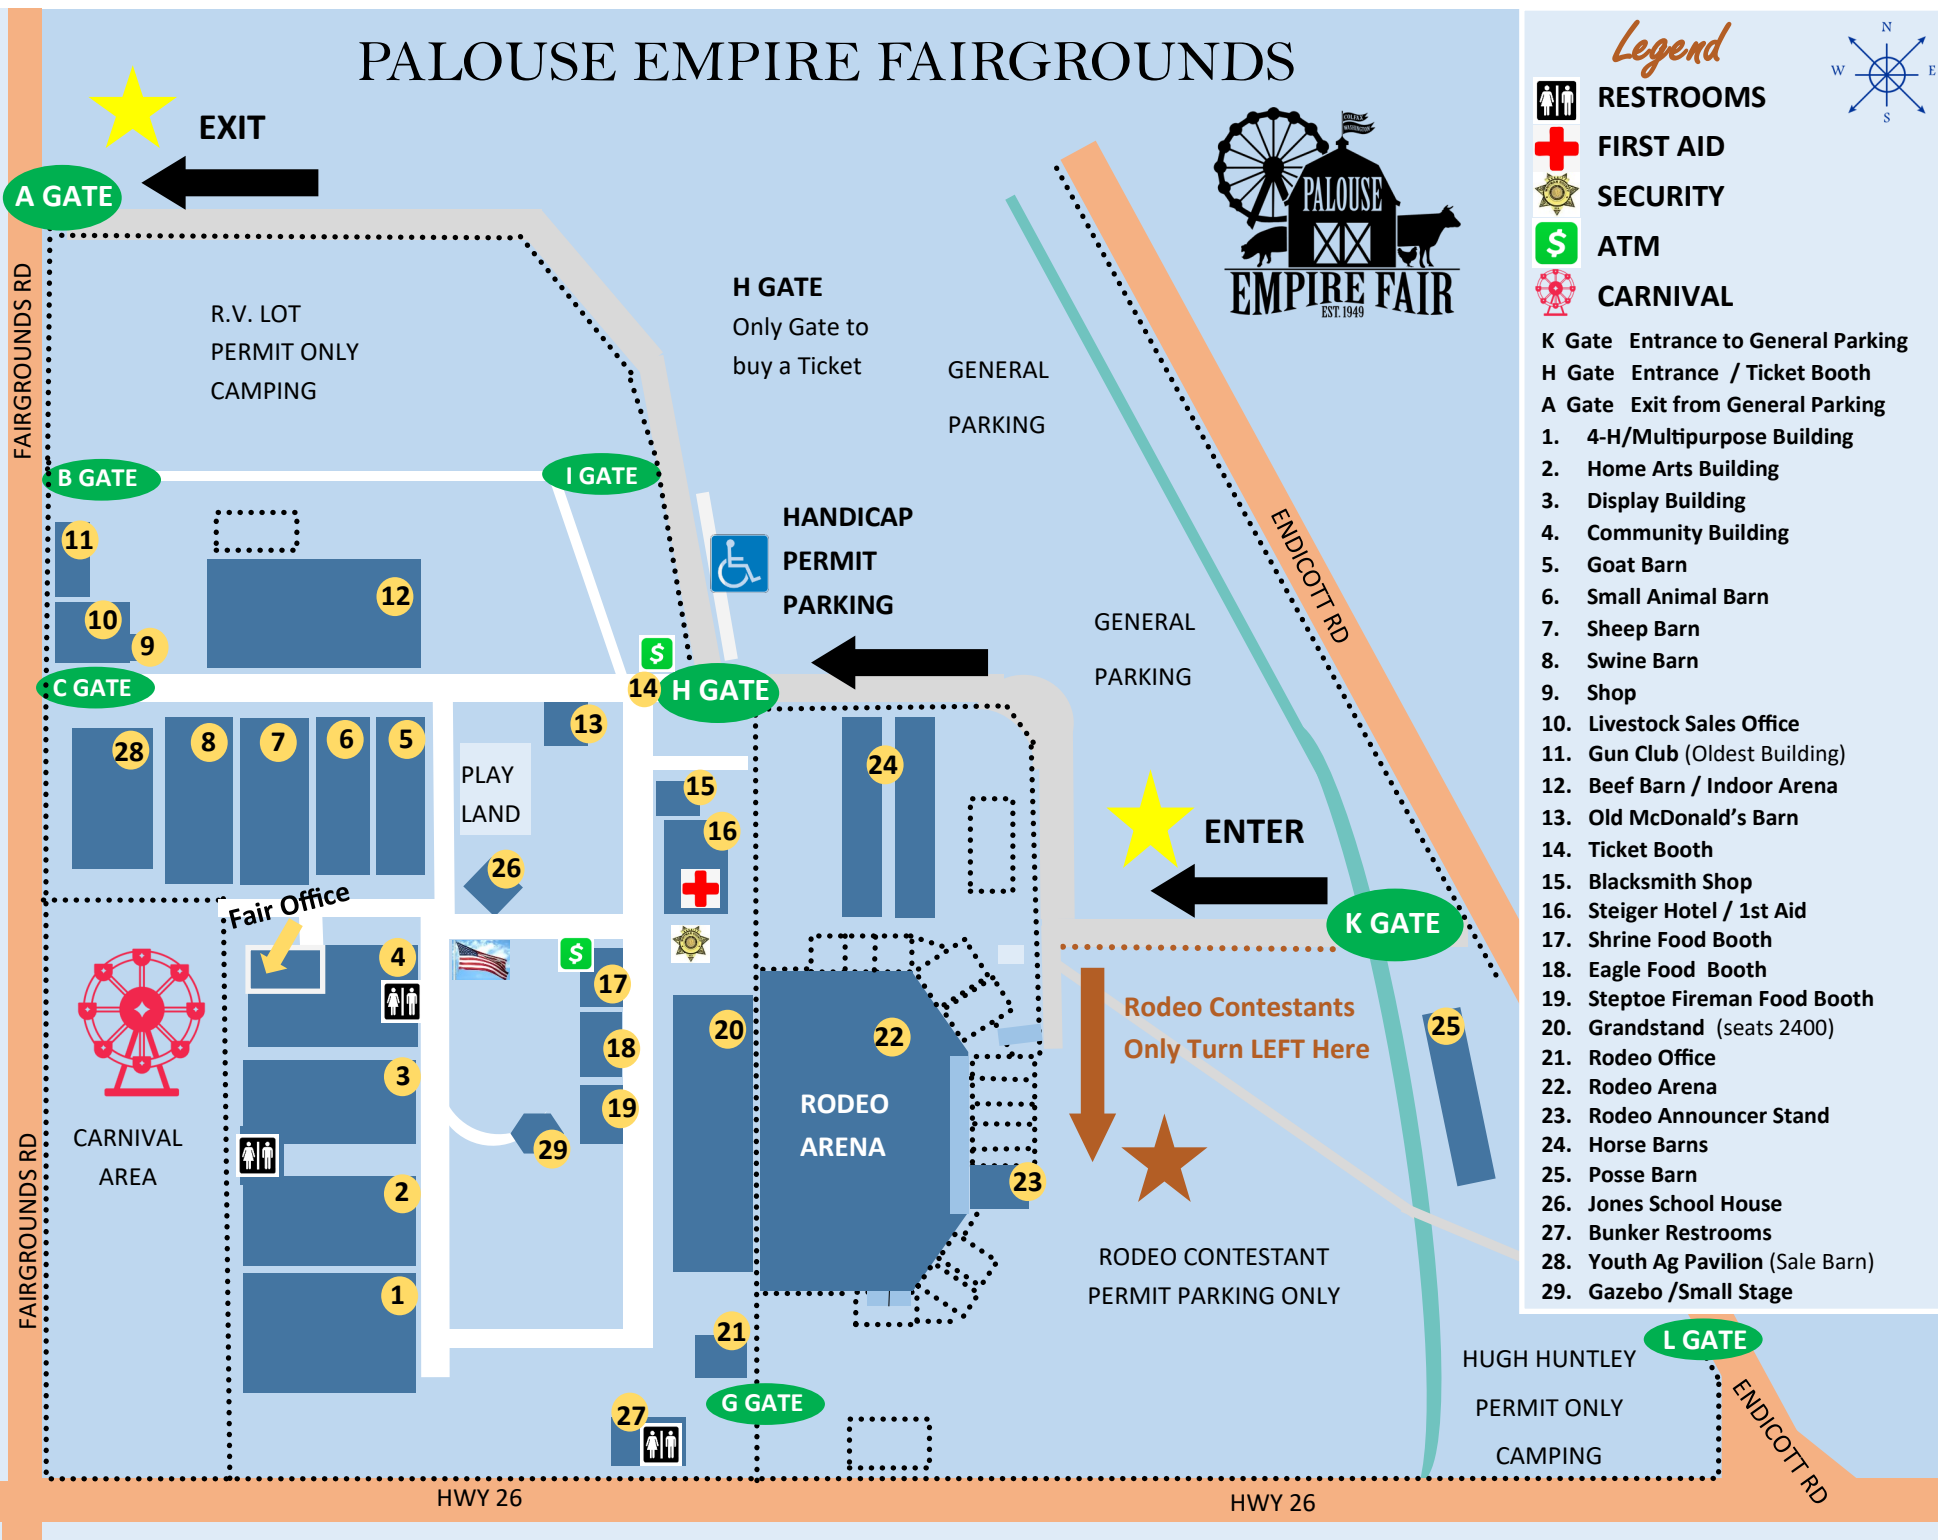 PALOUSE EMPIRE FAIRGROUNDS
EXIT
A GATE
FAIRGROUNDS RD
R.V. LOT
PERMIT ONLY
CAMPING
H GATE
Only Gate to
buy a Ticket
GENERAL
PARKING
COLFAX
WASHINGTON
PALOUSE
EMPIRE FAIR
EST. 1949
B GATE
I GATE
HANDICAP
PERMIT
PARKING
ENDICOTT RD
11
12
10
9
GENERAL
PARKING
$
C GATE
14
H GATE
28
8
7
6
5
13
24
PLAY
LAND
15
16
26
ENTER
Fair Office
K GATE
4
$
17
20
22
18
3
19
29
2
1
Rodeo Contestants
Only Turn LEFT Here
25
RODEO
ARENA
23
CARNIVAL
AREA
FAIRGROUNDS RD
RODEO CONTESTANT
PERMIT PARKING ONLY
21
G GATE
27
HUGH HUNTLEY
PERMIT ONLY
CAMPING
L GATE
ENDICOTT RD
HWY 26
HWY 26
Legend
N
W
E
S
RESTROOMS
FIRST AID
SECURITY
$ ATM
CARNIVAL
K Gate Entrance to General Parking
H Gate Entrance / Ticket Booth
A Gate Exit from General Parking
1. 4-H/Multipurpose Building
2. Home Arts Building
3. Display Building
4. Community Building
5. Goat Barn
6. Small Animal Barn
7. Sheep Barn
8. Swine Barn
9. Shop
10. Livestock Sales Office
11. Gun Club (Oldest Building)
12. Beef Barn / Indoor Arena
13. Old McDonald's Barn
14. Ticket Booth
15. Blacksmith Shop
16. Steiger Hotel / 1st Aid
17. Shrine Food Booth
18. Eagle Food Booth
19. Steptoe Fireman Food Booth
20. Grandstand (seats 2400)
21. Rodeo Office
22. Rodeo Arena
23. Rodeo Announcer Stand
24. Horse Barns
25. Posse Barn
26. Jones School House
27. Bunker Restrooms
28. Youth Ag Pavilion (Sale Barn)
29. Gazebo /Small Stage